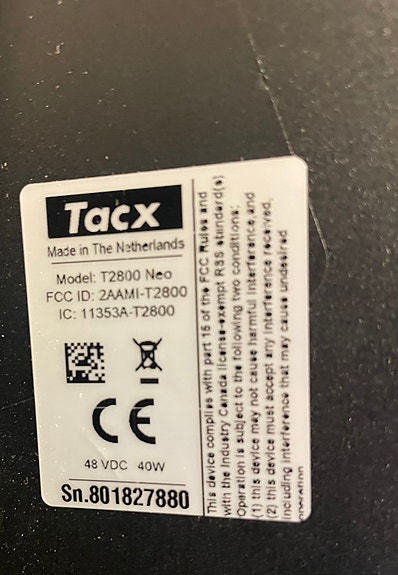 Tacx
Made in The Netherlands
Model: T2800 Neo
FCC ID: 2AAMI-T2800
IC: 11353A-T2800
CE
48 VDC 40W
Sn.801827880
This device complies with part 15 of the FCC Rules and
with the Industry Canada license-exempt RSS standard(s)
Operation is subject to the following two conditions:
(1) this device may not cause harmful interference, and
(2) this device must accept any interference received,
including interference that may cause undesired
operation